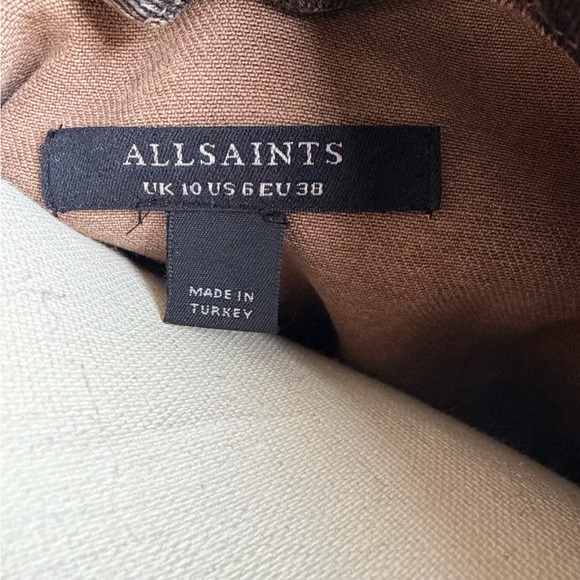 ALLSAINTS
UK 10 US 6 EU 38
MADE IN
TURKEY